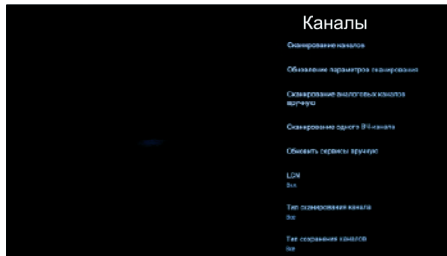 Каналы
Сканирование каналов
Обновление параметров сканирования
Сканирование аналоговых каналов
вручную
Сканирование одного ВЧ-канала
Обновить сервисы вручную
LCN
Тип сканирования канала
Тип сохранения каналов